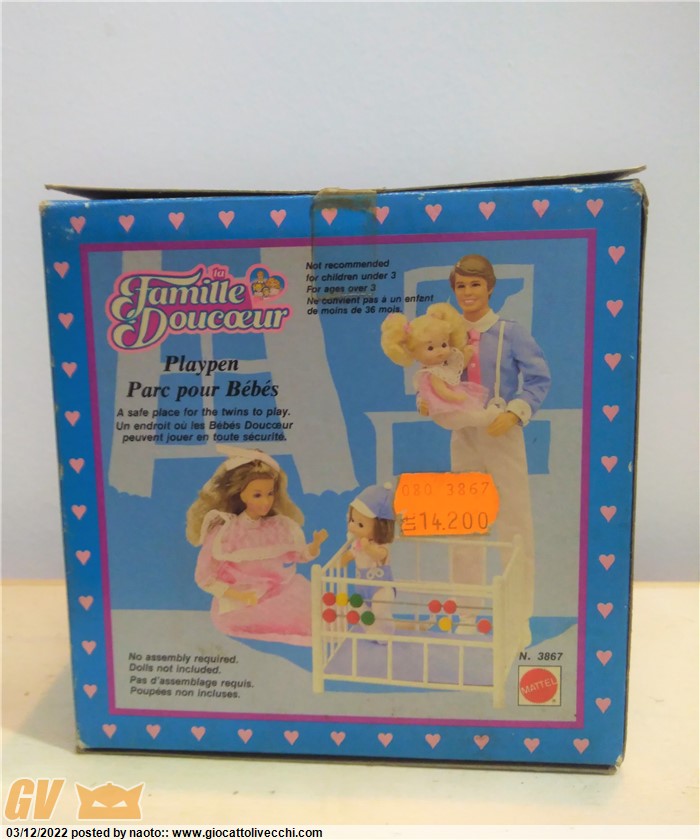 la
Famille
Doucœur
Playpen
Parc pour Bébés
A safe place for the twins to play.
Un endroit où les Bébés Doucœur
peuvent jouer en toute sécurité.
Not recommended
for children under 3
For ages over 3
Ne convient pas à un enfant
de moins de 36 mois.
080 3867
14.200
No assembly required.
Dolls not included.
Pas d'assemblage requis.
Poupées non incluses.
N. 3867
MATTEL
GV
03/12/2022 posted by naoto:: www.giocattolivecchi.com